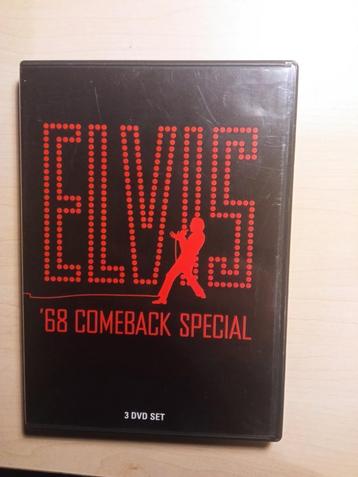 ELVIS
'68 COMEBACK SPECIAL
3 DVD SET